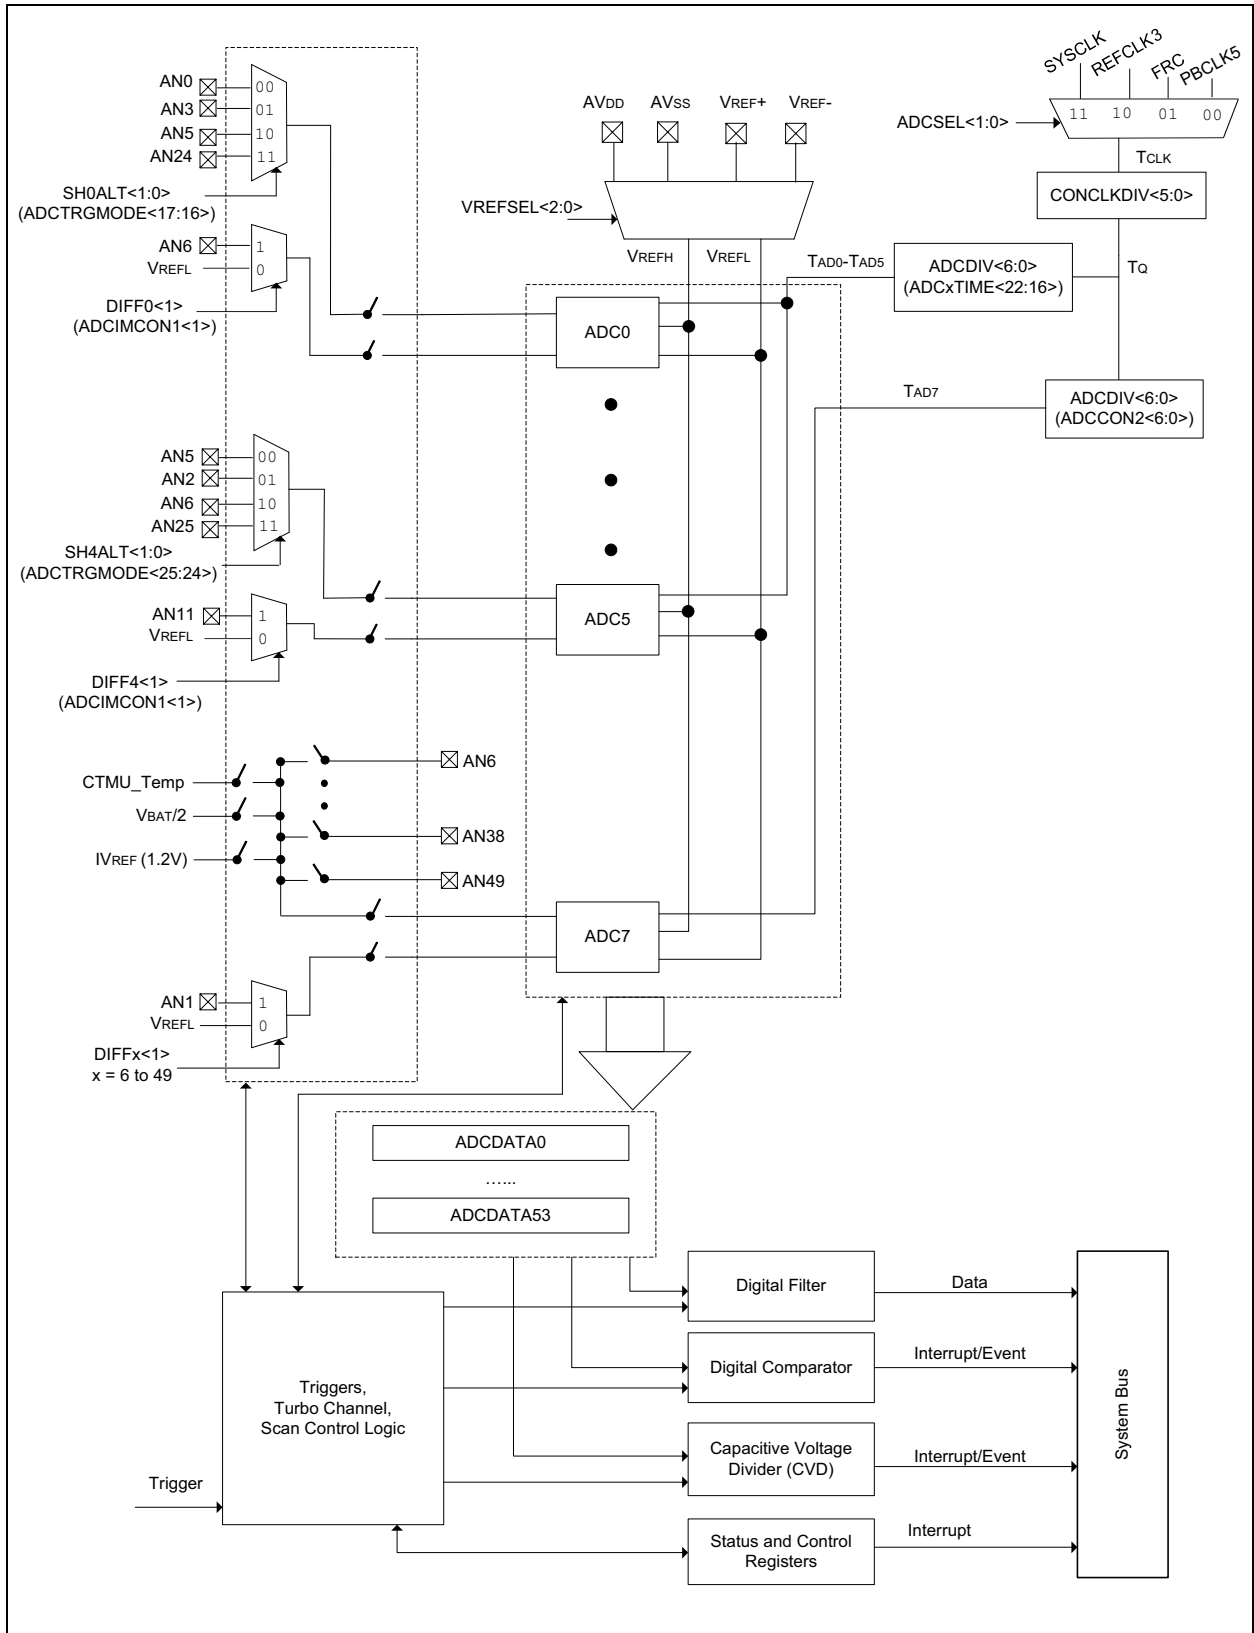 SYSCLK
REFCLK3
FRC
PBCLK5
11 10 01 00
ADCSEL<1:0>
TCLK
CONCLKDIV<5:0>
TQ
AN0
AN3
AN5
AN24
00
01
10
11
SH0ALT<1:0>
(ADCTRGMODE<17:16>)
AN6
VREFL
1
0
DIFF0<1>
(ADCIMCON1<1>)
AVDD AVSS VREF+ VREF-
VREFSEL<2:0>
VREFH VREFL
TAD0-TAD5
ADCDIV<6:0>
(ADCxTIME<22:16>)
ADC0
TAD7
ADCDIV<6:0>
(ADCCON2<6:0>)
AN5
AN2
AN6
AN25
00
01
10
11
SH4ALT<1:0>
(ADCTRGMODE<25:24>)
AN11
VREFL
1
0
DIFF4<1>
(ADCIMCON1<1>)
ADC5
CTMU_Temp
VBAT/2
IVREF (1.2V)
AN6
AN38
AN49
ADC7
AN1
VREFL
1
0
DIFFx<1>
x = 6 to 49
ADCDATA0
…...
ADCDATA53
Triggers,
Turbo Channel,
Scan Control Logic
Trigger
Digital Filter
Data
Digital Comparator
Interrupt/Event
Capacitive Voltage
Divider (CVD)
Interrupt/Event
Status and Control
Registers
Interrupt
System Bus